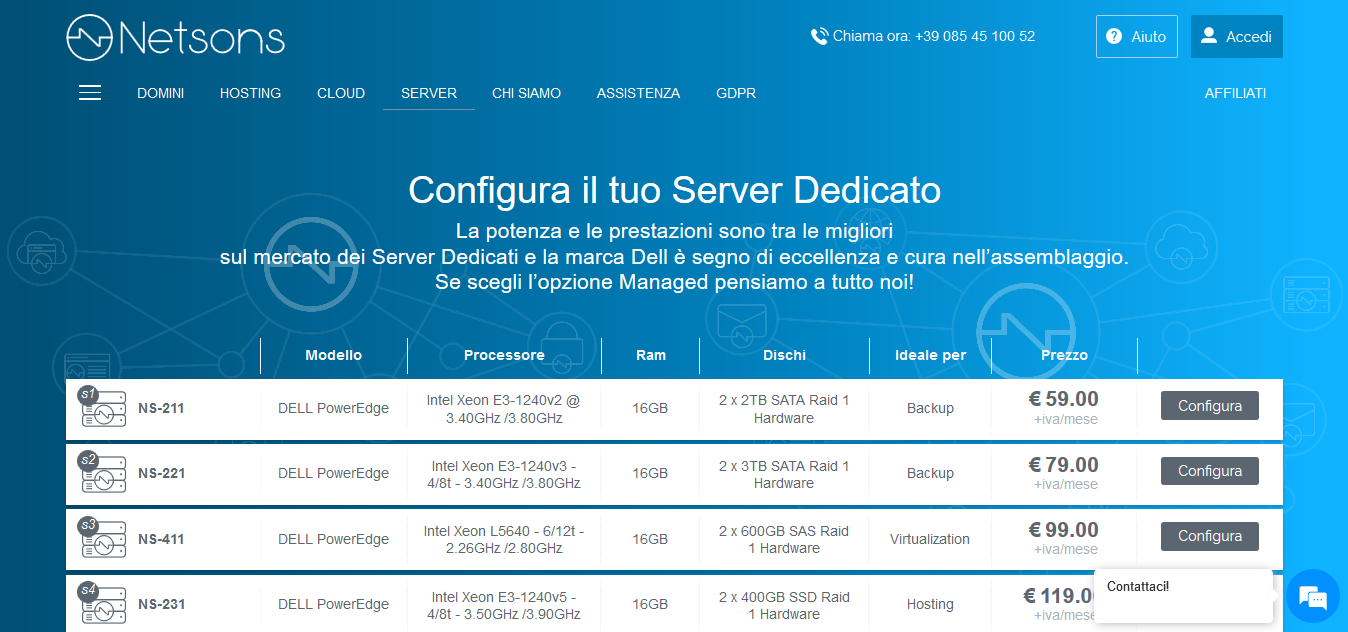 Netsons
Chiama ora: +39 085 45 100 52
Aiuto
Accedi
DOMINI
HOSTING
CLOUD
SERVER
CHI SIAMO
ASSISTENZA
GDPR
AFFILIATI
Configura il tuo Server Dedicato
La potenza e le prestazioni sono tra le migliori
sul mercato dei Server Dedicati e la marca Dell è segno di eccellenza e cura nell’assemblaggio.
Se scegli l’opzione Managed pensiamo a tutto noi!
Modello
Processore
Ram
Dischi
Ideale per
Prezzo
s1
NS-211
DELL PowerEdge
Intel Xeon E3-1240v2 @
3.40GHz /3.80GHz
16GB
2 x 2TB SATA Raid 1
Hardware
Backup
€ 59.00
+iva/mese
Configura
s2
NS-221
DELL PowerEdge
Intel Xeon E3-1240v3 -
4/8t - 3.40GHz /3.80GHz
16GB
2 x 3TB SATA Raid 1
Hardware
Backup
€ 79.00
+iva/mese
Configura
s3
NS-411
DELL PowerEdge
Intel Xeon L5640 - 6/12t -
2.26GHz /2.80GHz
16GB
2 x 600GB SAS Raid
1 Hardware
Virtualization
€ 99.00
+iva/mese
Configura
s4
NS-231
DELL PowerEdge
Intel Xeon E3-1240v5 -
4/8t - 3.50GHz /3.90GHz
16GB
2 x 400GB SSD Raid
1 Hardware
Hosting
€ 119.0
+iva/mese
Contattaci!